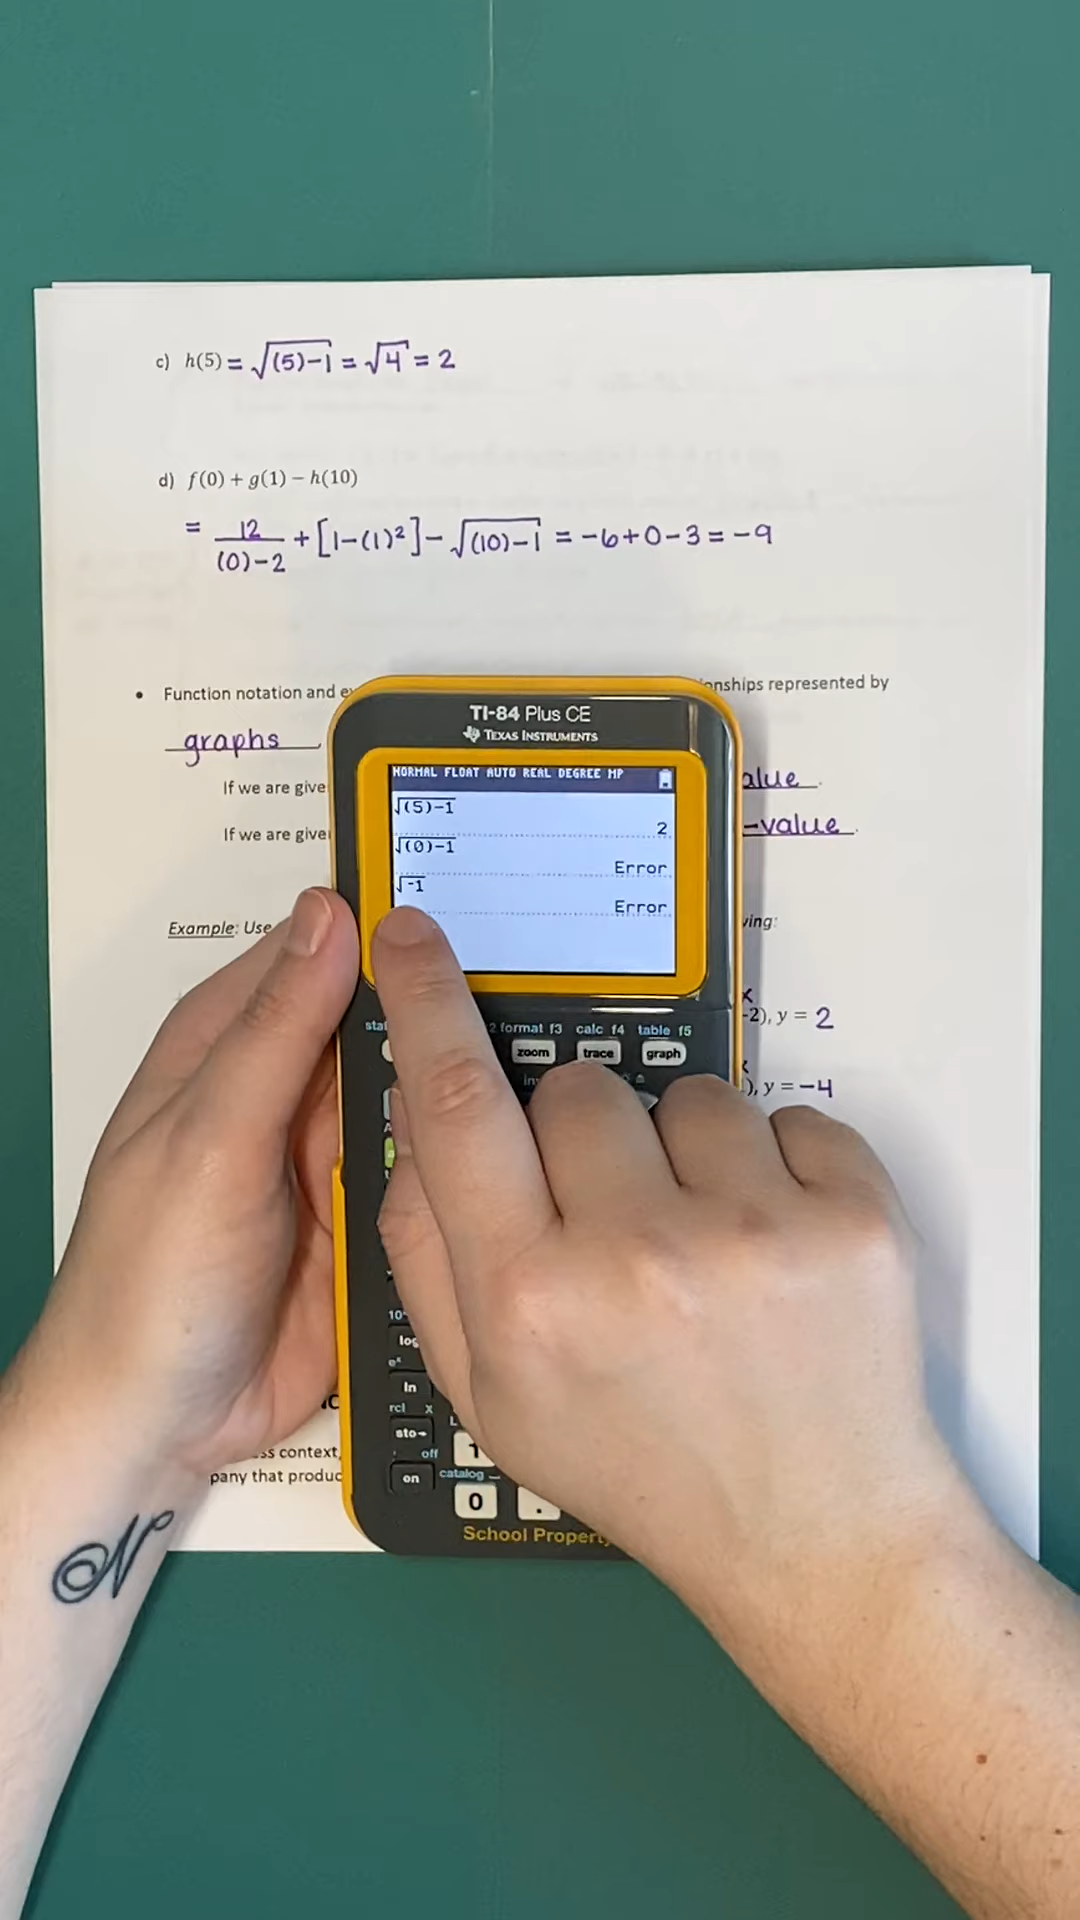 c) h(5) = √(5)-1 = √4 = 2
d) f(0) + g(1) − h(10)
= 12/(0)-2 + [1-(1)²] - √(10)-1 = -6+0-3 = -9
• Function notation and onships represented by
graphs alue
If we are give
If we are give -value.
Example: Use ving:
x
-2), y = 2
), y = -4
ss context,
pany that produc
TI-84 Plus CE
TEXAS INSTRUMENTS
NORMAL FLOAT AUTO REAL DEGREE MP
√(5)-1
2
√(0)-1
Error
√-1
Error
2 format f3 calc f4 table f5
zoom trace graph
log
eˣ
ln
rcl x
sto→
off
on
catalog
0 .
School Property